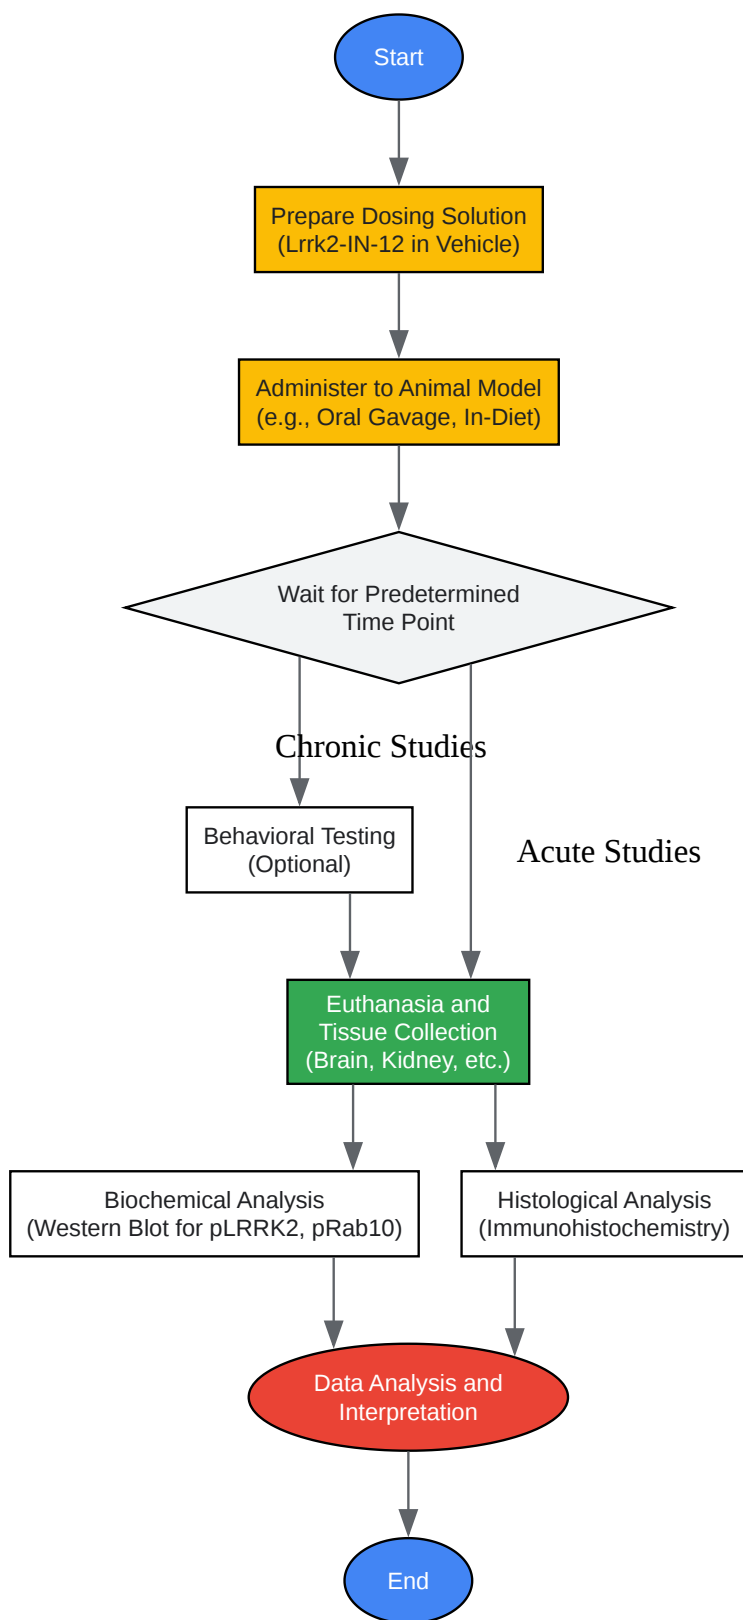 Start
Prepare Dosing Solution
(Lrrk2-IN-12 in Vehicle)
Administer to Animal Model
(e.g., Oral Gavage, In-Diet)
Wait for Predetermined
Time Point
Chronic Studies
Behavioral Testing
(Optional)
Acute Studies
Euthanasia and
Tissue Collection
(Brain, Kidney, etc.)
Biochemical Analysis
(Western Blot for pLRRK2, pRab10)
Histological Analysis
(Immunohistochemistry)
Data Analysis and
Interpretation
End